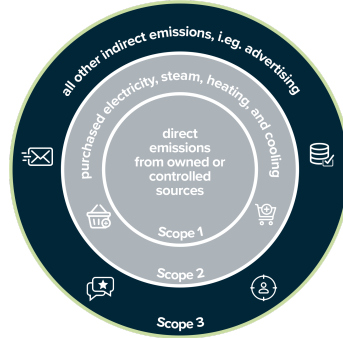 all other indirect emissions, i.eg. advertising
purchased electricity, steam, heating, and cooling
direct
emissions
from owned or
controlled
sources
Scope 1
Scope 2
Scope 3